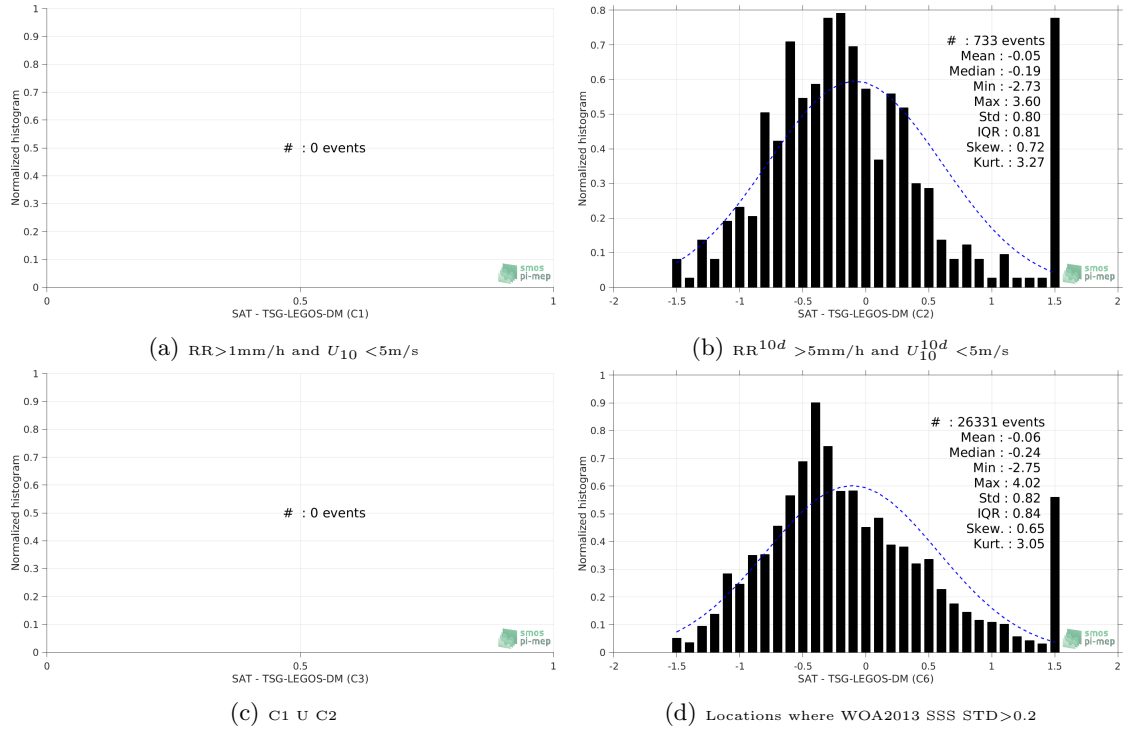 1
0.9
0.8
0.7
0.6
0.5
0.4
0.3
0.2
0.1
0
0
0.5
1
Normalized histogram
# : 0 events
smos
pi-mep
SAT - TSG-LEGOS-DM (C1)
(a) RR>1mm/h and U10 <5m/s
0.8
0.7
0.6
0.5
0.4
0.3
0.2
0.1
0
-2
-1.5
-1
-0.5
0
0.5
1
1.5
2
Normalized histogram
# : 733 events
Mean : -0.05
Median : -0.19
Min : -2.73
Max : 3.60
Std : 0.80
IQR : 0.81
Skew. : 0.72
Kurt. : 3.27
smos
pi-mep
SAT - TSG-LEGOS-DM (C2)
(b) RR^10d >5mm/h and U10^10d <5m/s
1
0.9
0.8
0.7
0.6
0.5
0.4
0.3
0.2
0.1
0
0
0.5
1
Normalized histogram
# : 0 events
smos
pi-mep
SAT - TSG-LEGOS-DM (C3)
(c) C1 U C2
1
0.9
0.8
0.7
0.6
0.5
0.4
0.3
0.2
0.1
0
-2
-1.5
-1
-0.5
0
0.5
1
1.5
2
Normalized histogram
# : 26331 events
Mean : -0.06
Median : -0.24
Min : -2.75
Max : 4.02
Std : 0.82
IQR : 0.84
Skew. : 0.65
Kurt. : 3.05
smos
pi-mep
SAT - TSG-LEGOS-DM (C6)
(d) Locations where WOA2013 SSS STD>0.2